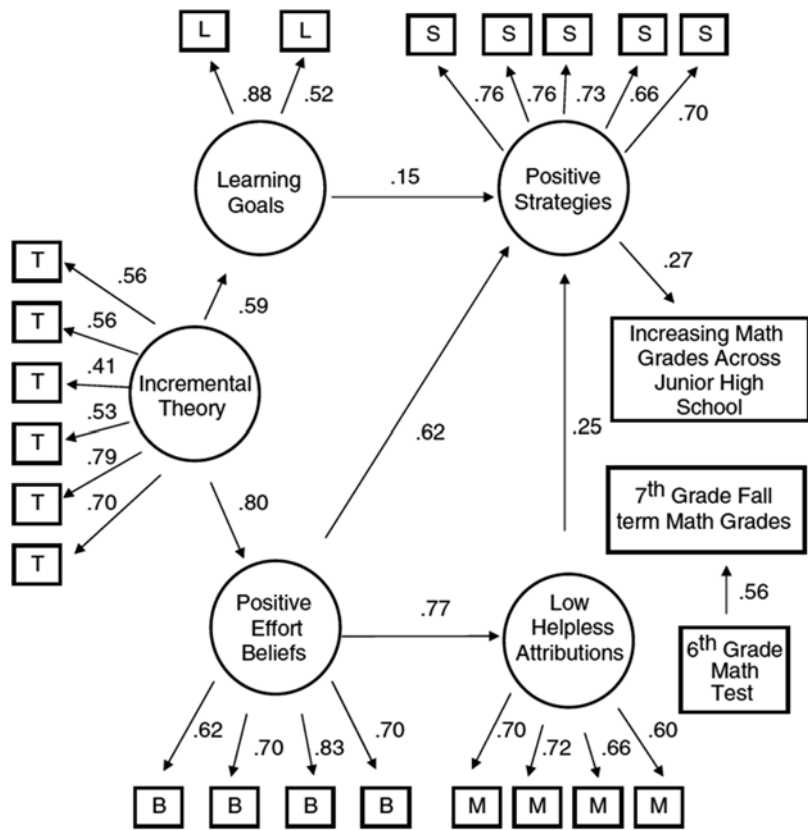 L L
S S S S S
.88 .52
.76 .76 .73 .66 .70
Learning
Goals
.15
Positive
Strategies
T
T
T
T
T
T
.56
.56
.41
.53
.79
.70
.59
.27
Incremental
Theory
Increasing Math
Grades Across
Junior High
School
.62
.25
.80
7th Grade Fall
term Math Grades
.56
Positive
Effort
Beliefs
.77
Low
Helpless
Attributions
6th Grade
Math
Test
.62 .70 .83 .70
.70 .72 .66 .60
B B B B
M M M M